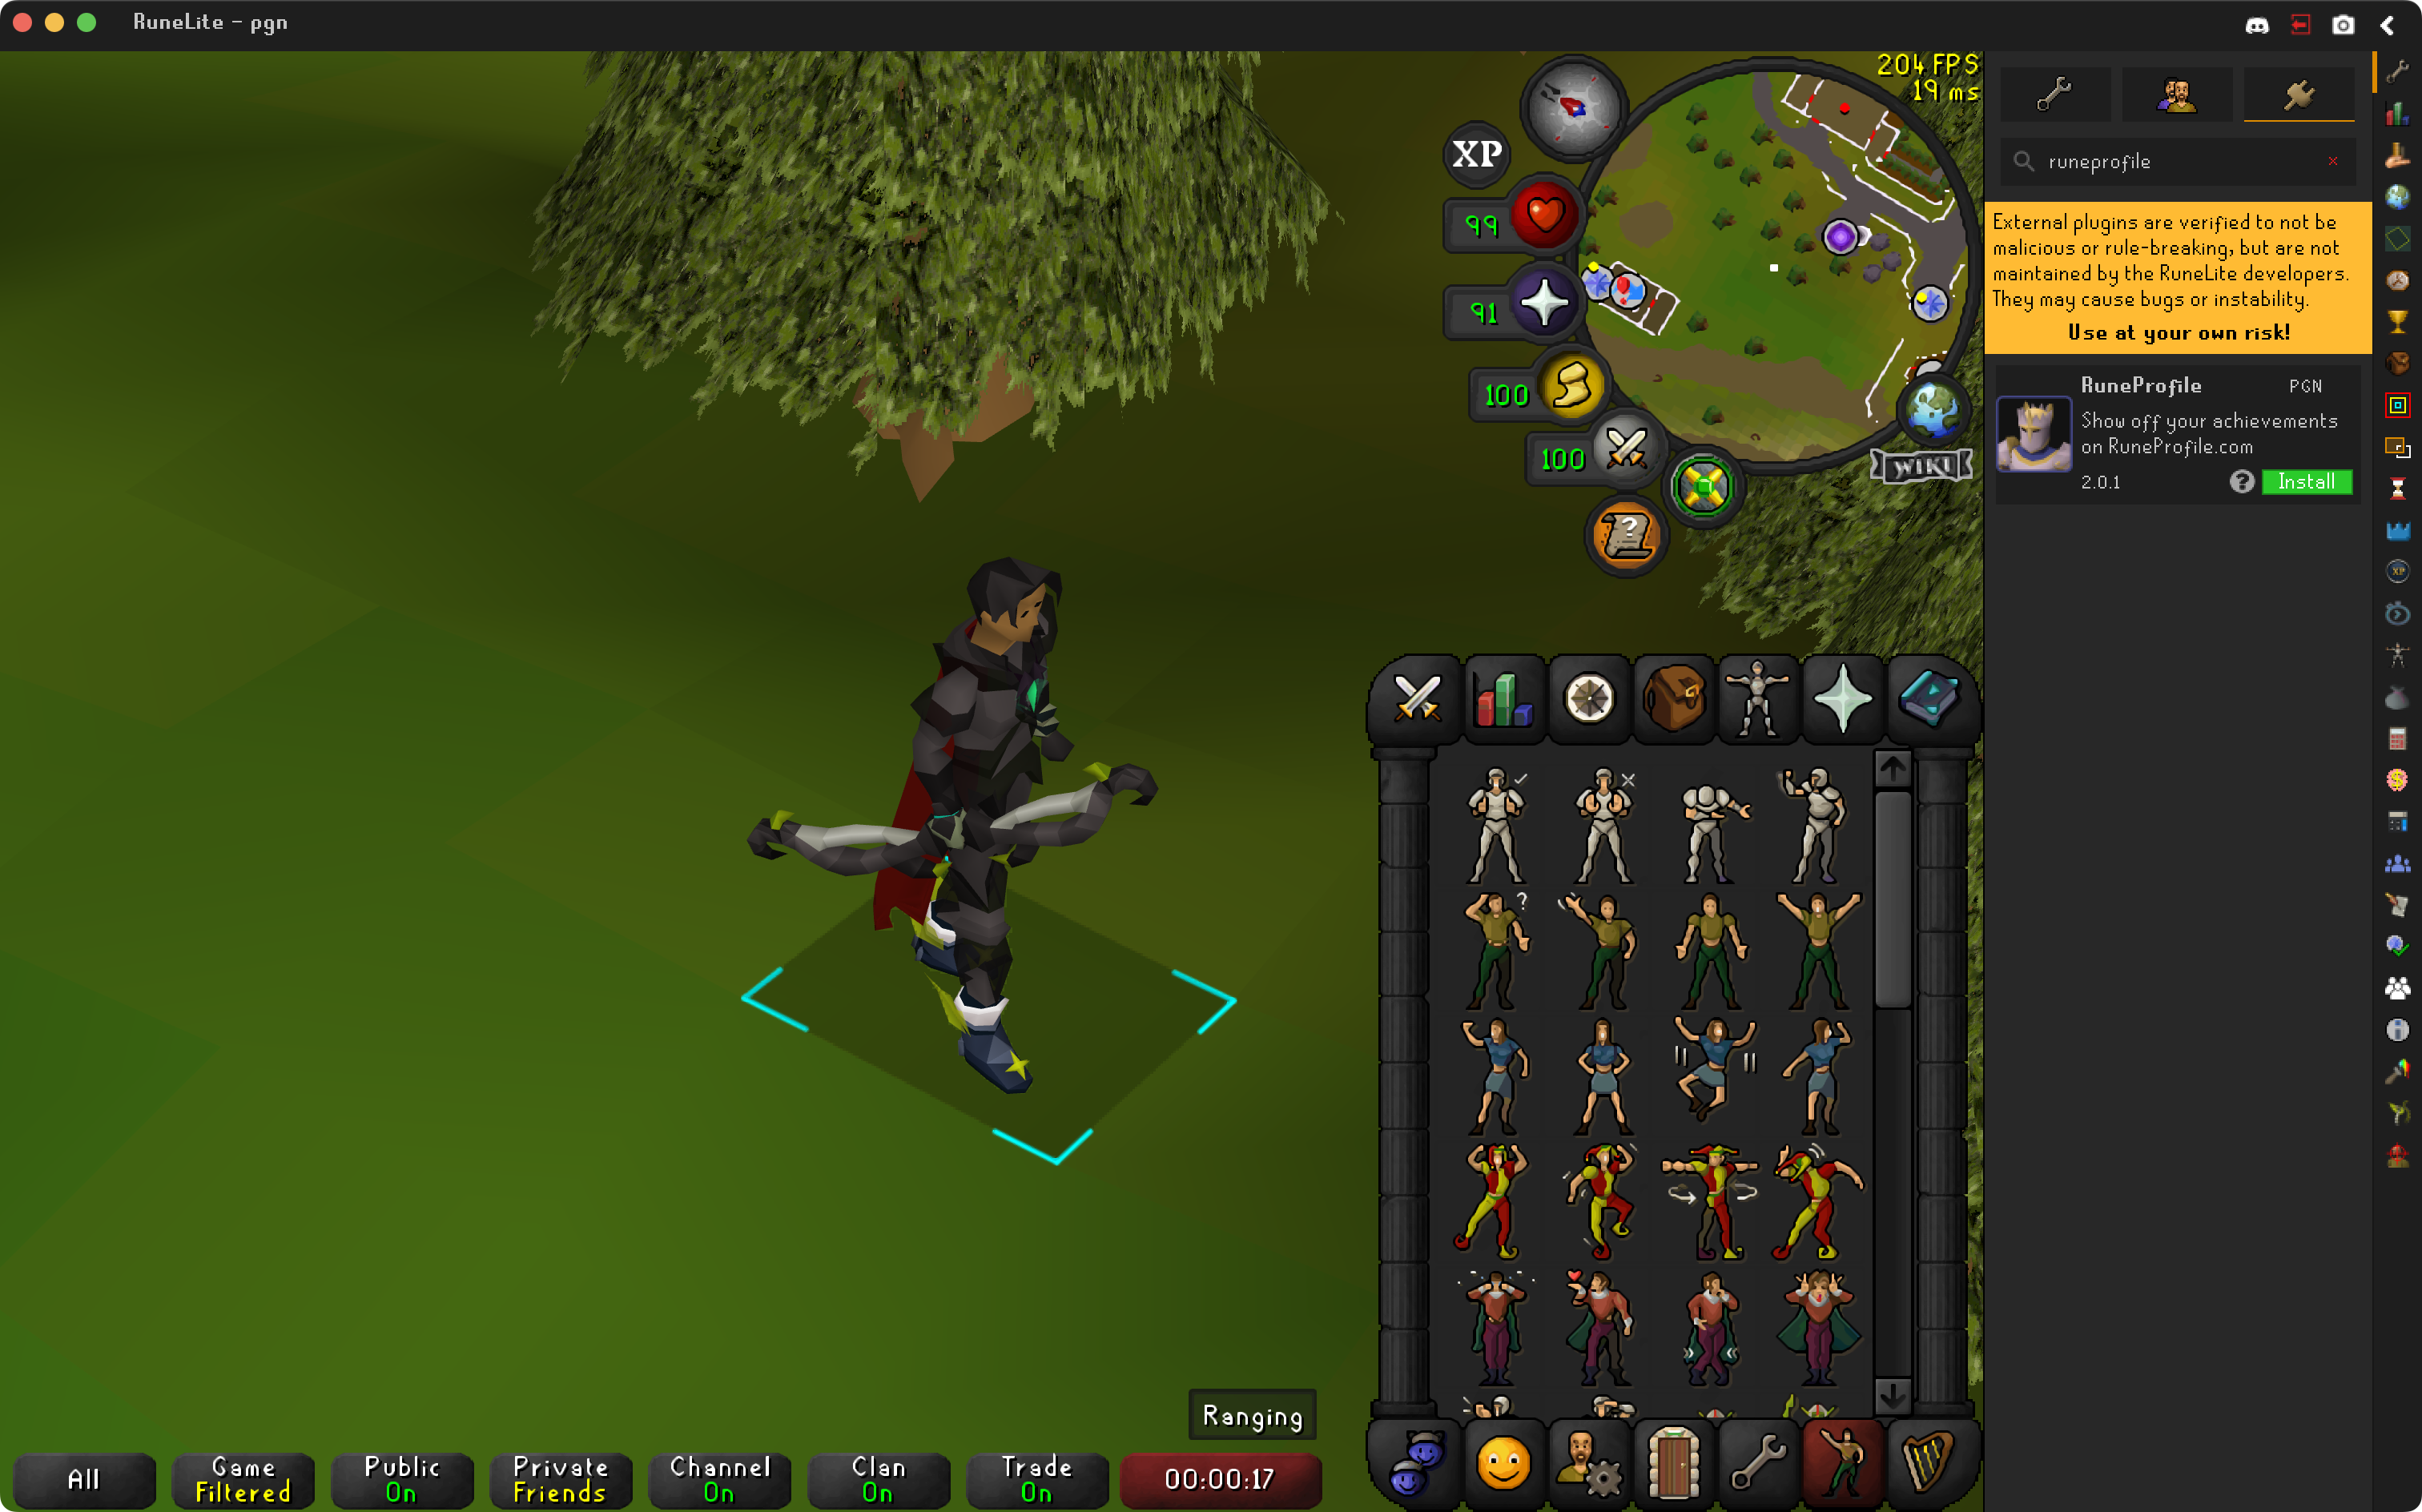 RuneLite - pgn
204 FPS
19 ms
XP
99
91
100
100
WIKI
runeprofile
External plugins are verified to not be
malicious or rule-breaking, but are not
maintained by the RuneLite developers.
They may cause bugs or instability.
Use at your own risk!
RuneProfile PGN
Show off your achievements
on RuneProfile.com
2.0.1 ? Install
XP
Ranging
All
Game
Filtered
Public
On
Private
Friends
Channel
On
Clan
On
Trade
On
00:00:17